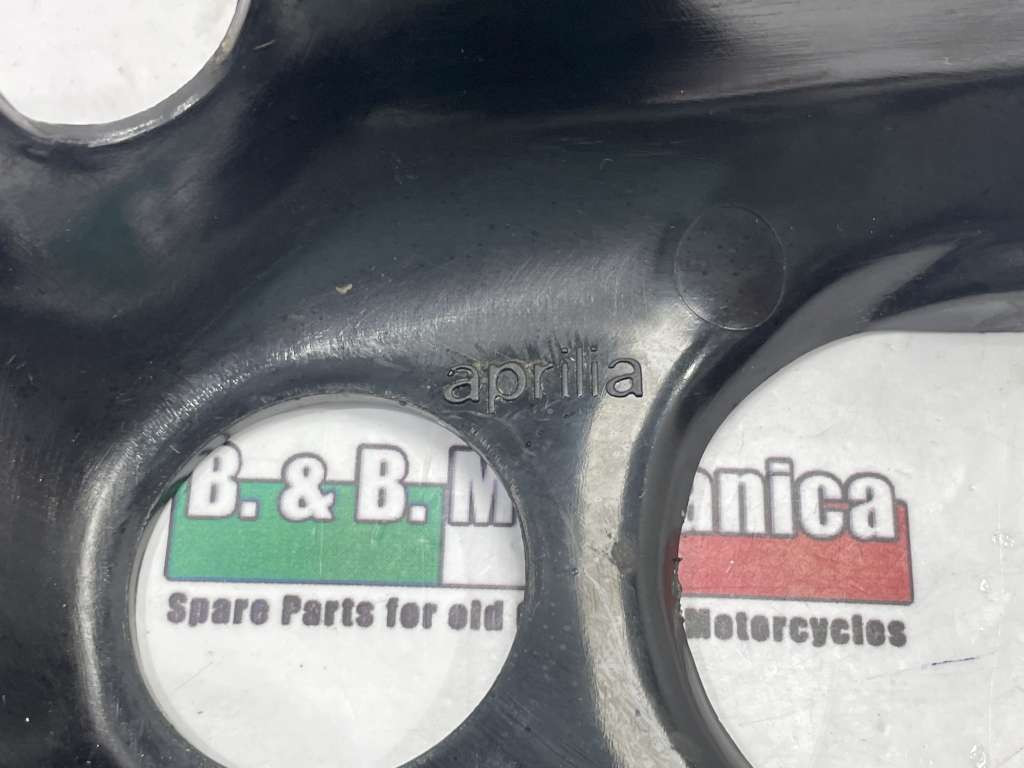 aprilia
B. & B. M anica
Spare Parts for old Motorcycles